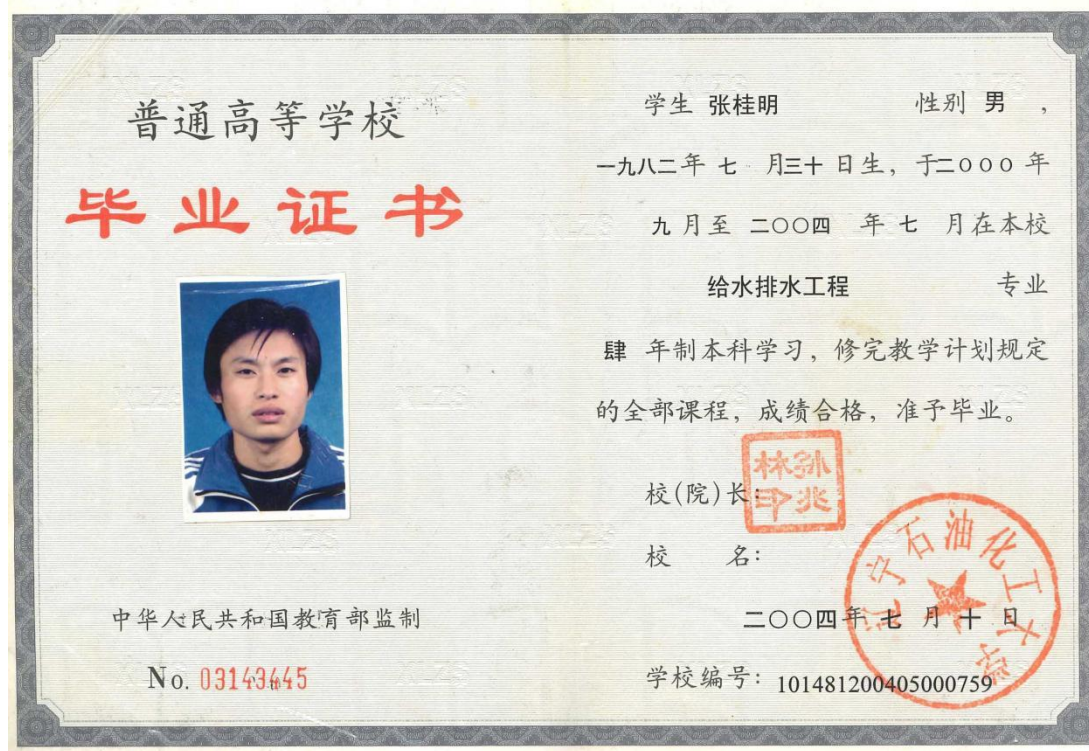 普通高等学校
毕业证书
中华人民共和国教育部监制
No. 03143445
学生 张桂明 性别 男 ,
一九八二年 七 月三十 日生, 于二000 年
九 月至 二〇〇四 年 七 月在本校
给水排水工程 专业
肆 年制本科学习, 修完教学计划规定
的全部课程, 成绩合格, 准予毕业。
校(院)长:
孙兆林印
校 名:
辽宁石油化工大学
二〇〇四年 七 月 十 日
学校编号: 101481200405000759